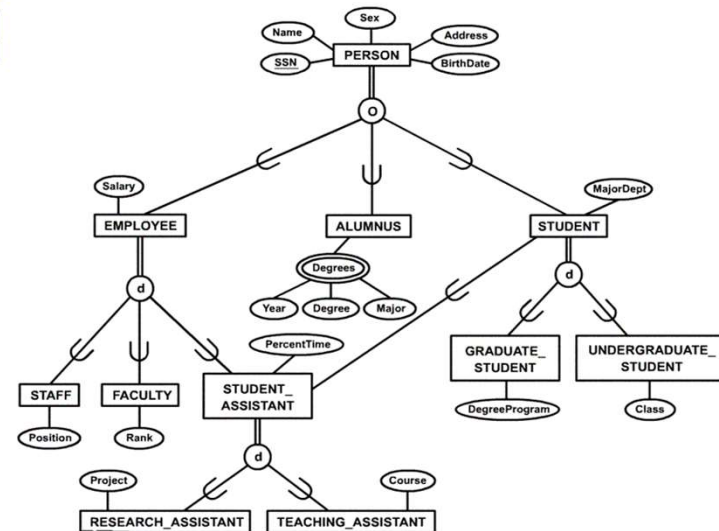 Sex
Name
Address
PERSON
SSN
BirthDate
O
Salary
MajorDept
EMPLOYEE
ALUMNUS
STUDENT
Degrees
d
d
Year
Degree
Major
PercentTime
GRADUATE_
STUDENT
UNDERGRADUATE_
STUDENT
STAFF
FACULTY
STUDENT_
ASSISTANT
DegreeProgram
Class
Position
Rank
d
Project
Course
RESEARCH_ASSISTANT
TEACHING_ASSISTANT